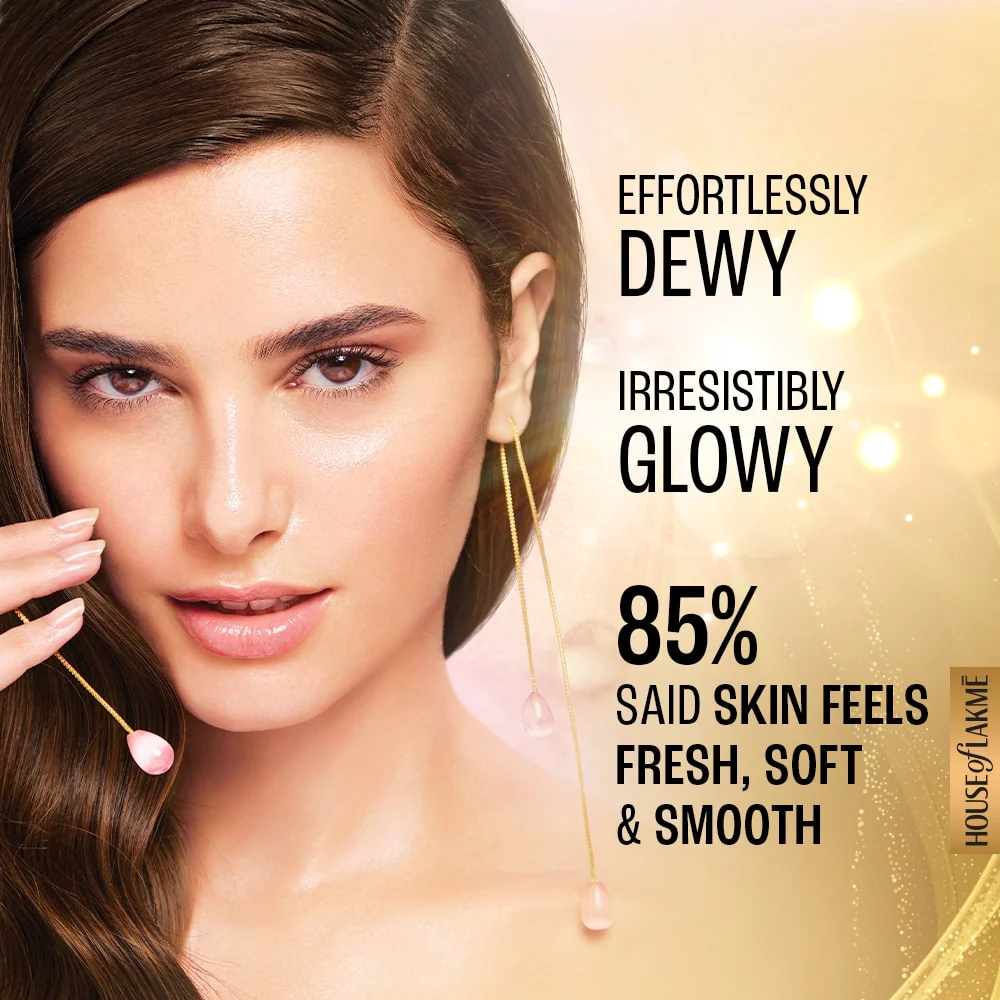 EFFORTLESSLY
DEWY
IRRESISTIBLY
GLOWY
85%
SAID SKIN FEELS
FRESH, SOFT
& SMOOTH
HOUSE of LAKMĒ